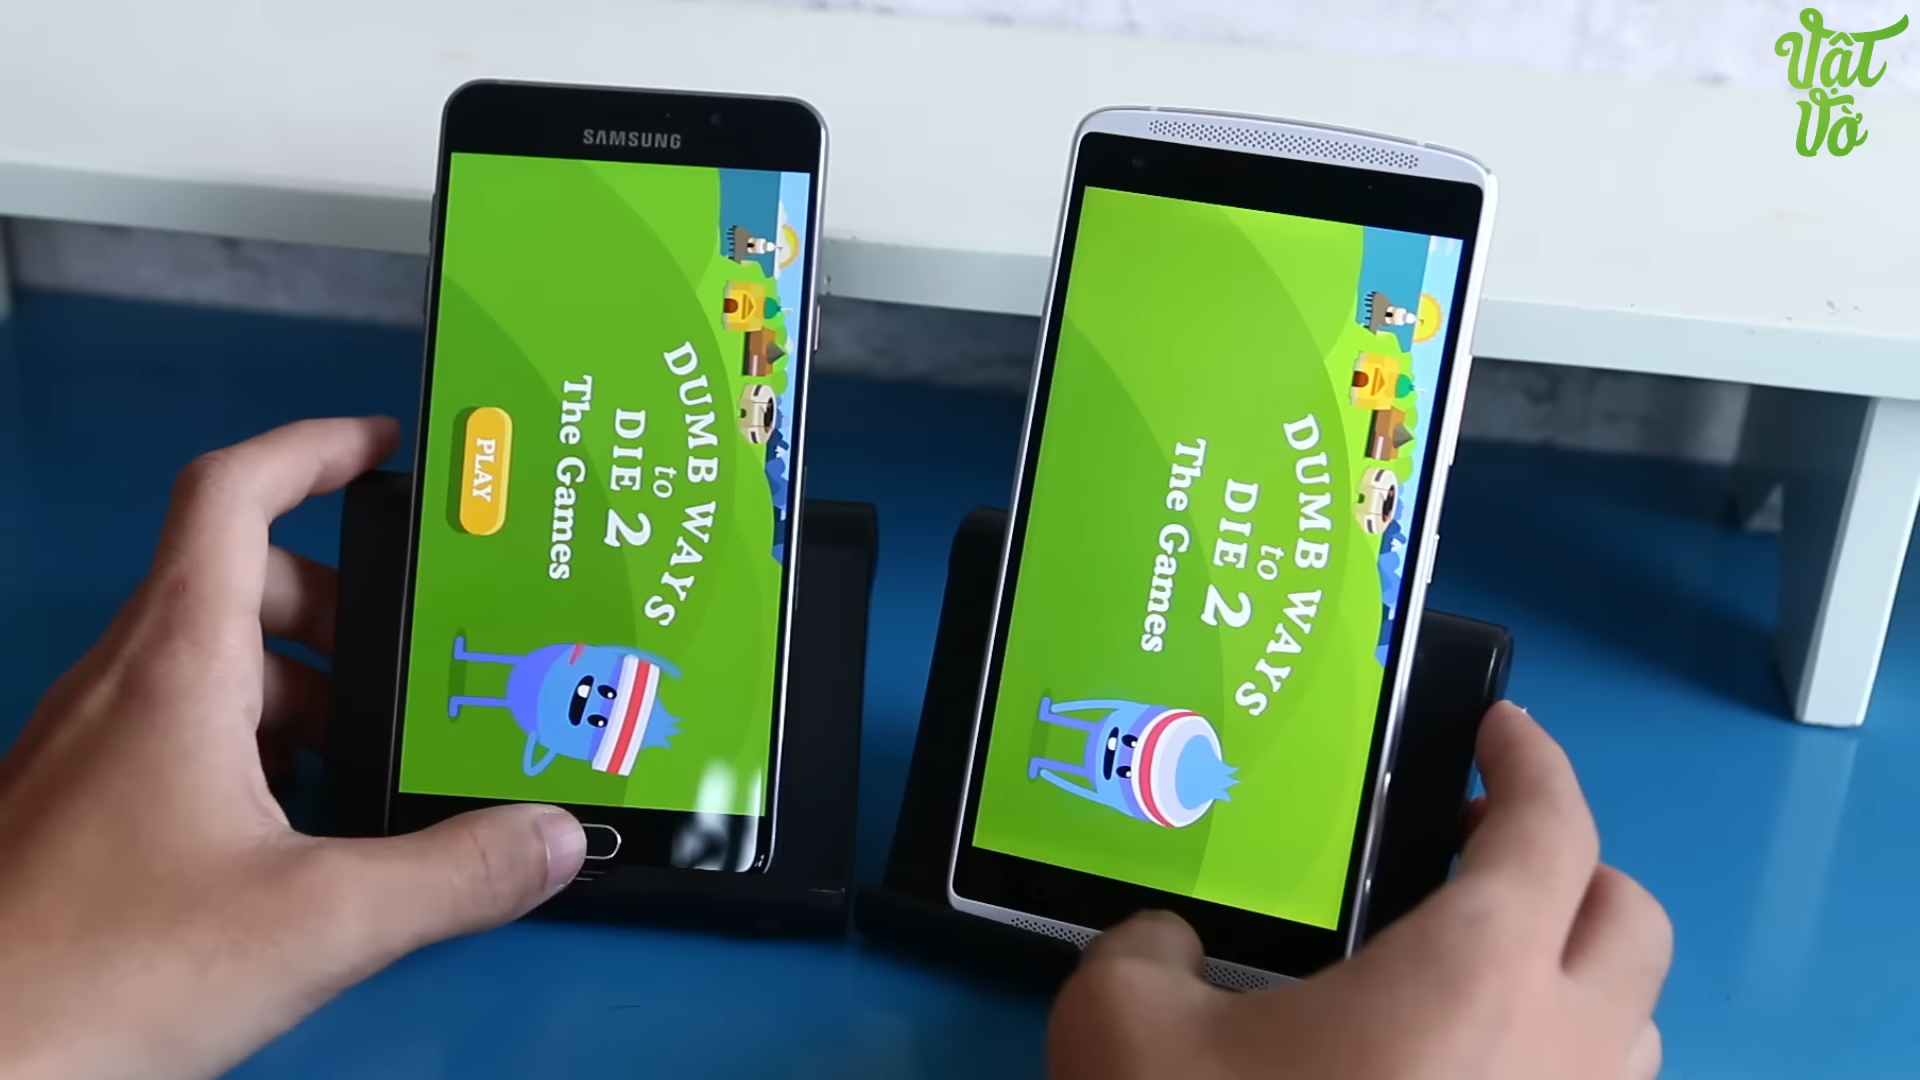 Vật
Vờ
SAMSUNG
DUMB WAYS
to
DIE 2
The Games
PLAY
DUMB WAYS
to
DIE 2
The Games